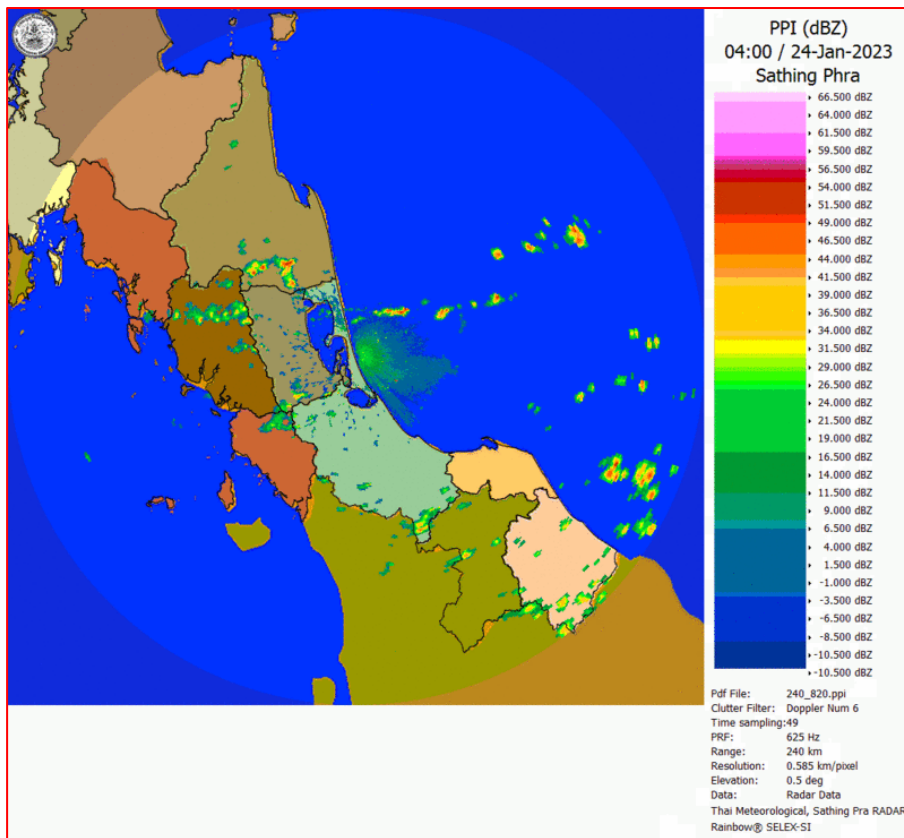 PPI (dBZ)
04:00 / 24-Jan-2023
Sathing Phra
66.500 dBZ
64.000 dBZ
61.500 dBZ
59.500 dBZ
56.500 dBZ
54.000 dBZ
51.500 dBZ
49.000 dBZ
46.500 dBZ
44.000 dBZ
41.500 dBZ
39.000 dBZ
36.500 dBZ
34.000 dBZ
31.500 dBZ
29.000 dBZ
26.500 dBZ
24.000 dBZ
21.500 dBZ
19.000 dBZ
16.500 dBZ
14.000 dBZ
11.500 dBZ
9.000 dBZ
6.500 dBZ
4.000 dBZ
1.500 dBZ
-1.000 dBZ
-3.500 dBZ
-6.500 dBZ
-8.500 dBZ
-10.500 dBZ
-10.500 dBZ
Pdf File: 240_820.ppi
Clutter Filter: Doppler Num 6
Time sampling:49
PRF: 625 Hz
Range: 240 km
Resolution: 0.585 km/pixel
Elevation: 0.5 deg
Data: Radar Data
Thai Meteorological, Sathing Pra RADAR
Rainbow® SELEX-SI